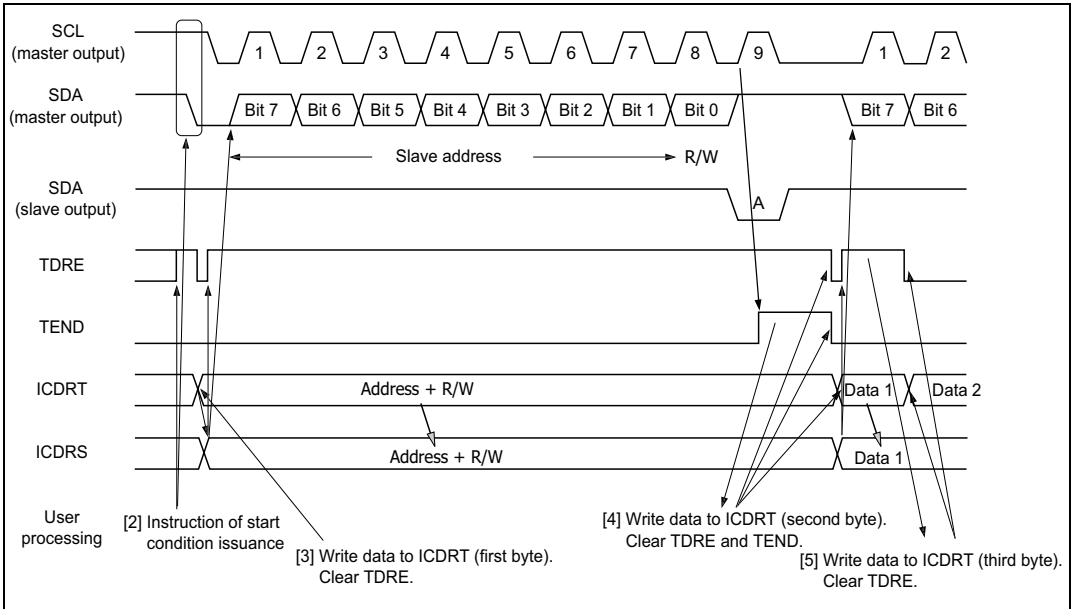 SCL
(master output)
1 2 3 4 5 6 7 8 9 1 2
SDA
(master output)
Bit 7 Bit 6 Bit 5 Bit 4 Bit 3 Bit 2 Bit 1 Bit 0 Bit 7 Bit 6
Slave address R/W
SDA
(slave output)
A
TDRE
TEND
ICDRT
Address + R/W Data 1 Data 2
ICDRS
Address + R/W Data 1
User
processing
[2] Instruction of start
condition issuance
[3] Write data to ICDRT (first byte).
Clear TDRE.
[4] Write data to ICDRT (second byte).
Clear TDRE and TEND.
[5] Write data to ICDRT (third byte).
Clear TDRE.